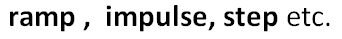 ramp , impulse, step etc.